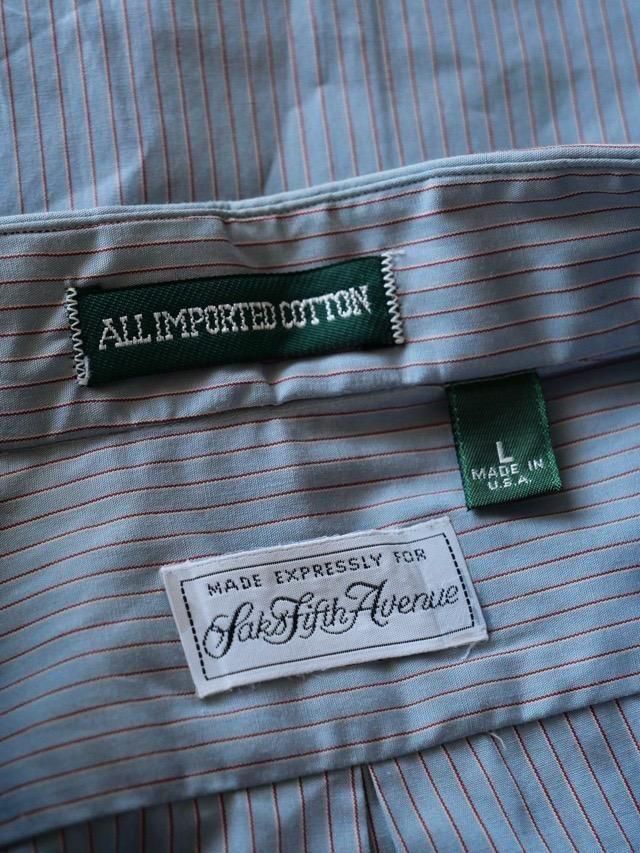 ALL IMPORTED COTTON
L
MADE IN
U.S.A.
MADE EXPRESSLY FOR
Saks Fifth Avenue